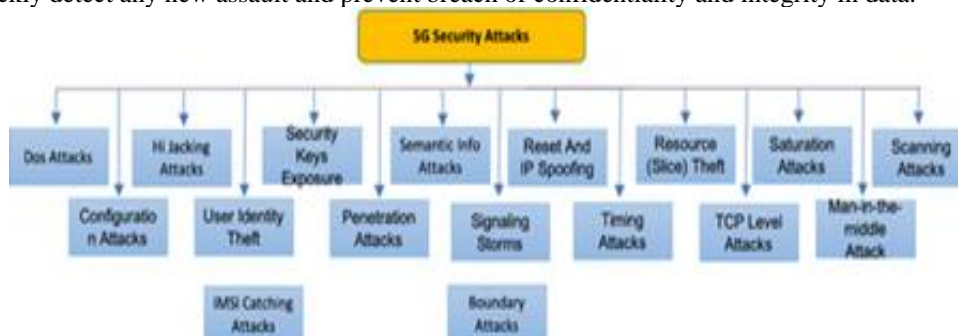 quickly detect any new assault and prevent breach of confidentiality and integrity in data.
5G Security Attacks
Dos Attacks
Hi Jacking
Attacks
Security
Keys
Exposure
Semantic Info
Attacks
Reset And
IP Spoofing
Resource
(Slice) Theft
Saturation
Attacks
Scanning
Attacks
Configuratio
n Attacks
User Identity
Theft
Penetration
Attacks
Signaling
Storms
Timing
Attacks
TCP Level
Attacks
Man-in-the-
middle
Attack
IMSI Catching
Attacks
Boundary
Attacks